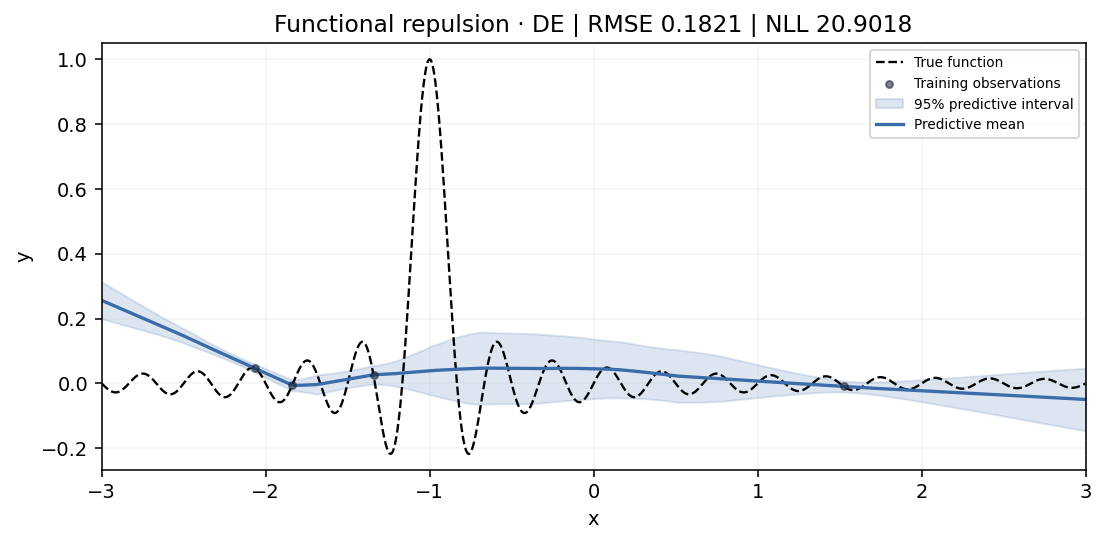 Functional repulsion · DE | RMSE 0.1821 | NLL 20.9018
True function
Training observations
95% predictive interval
Predictive mean
y
1.0
0.8
0.6
0.4
0.2
0.0
−0.2
−3
−2
−1
0
1
2
3
x